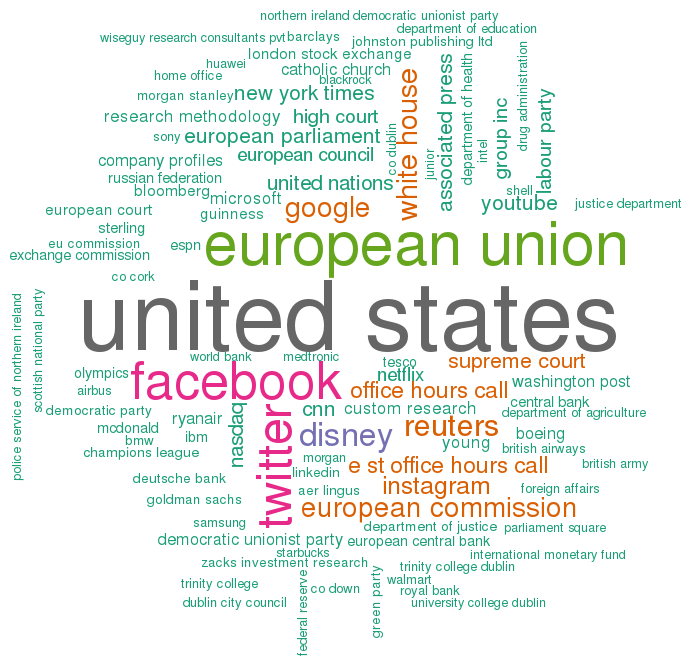 northern ireland democratic unionist party
department of education
wiseguy research consultants pvt
barclays
johnston publishing ltd
london stock exchange
huawei
catholic church
home office
blackrock
morgan stanley
new york times
white house
associated press
department of health
intel
group inc
drug administration
labour party
research methodology
high court
sony
european parliament
co dublin
junior
company profiles
european council
russian federation
united nations
bloomberg
microsoft
shell
european court
guinness
google
youtube
justice department
sterling
eu commission
espn
european union
exchange commission
co cork
united states
police service of northern ireland
scottish national party
world bank
medtronic
tesco
supreme court
olympics
facebook
netflix
airbus
office hours call
washington post
democratic party
ryanair
nasdaq
twitter
cnn
custom research
central bank
department of agriculture
mcdonald
ibm
disney
reuters
boeing
bmw
young
champions league
morgan
british airways
deutsche bank
linkedin
e st office hours call
british army
goldman sachs
aer lingus
instagram
foreign affairs
european commission
samsung
department of justice
parliament square
democratic unionist party
european central bank
starbucks
international monetary fund
zacks investment research
trinity college dublin
trinity college
federal reserve
co down
green party
walmart
royal bank
dublin city council
university college dublin